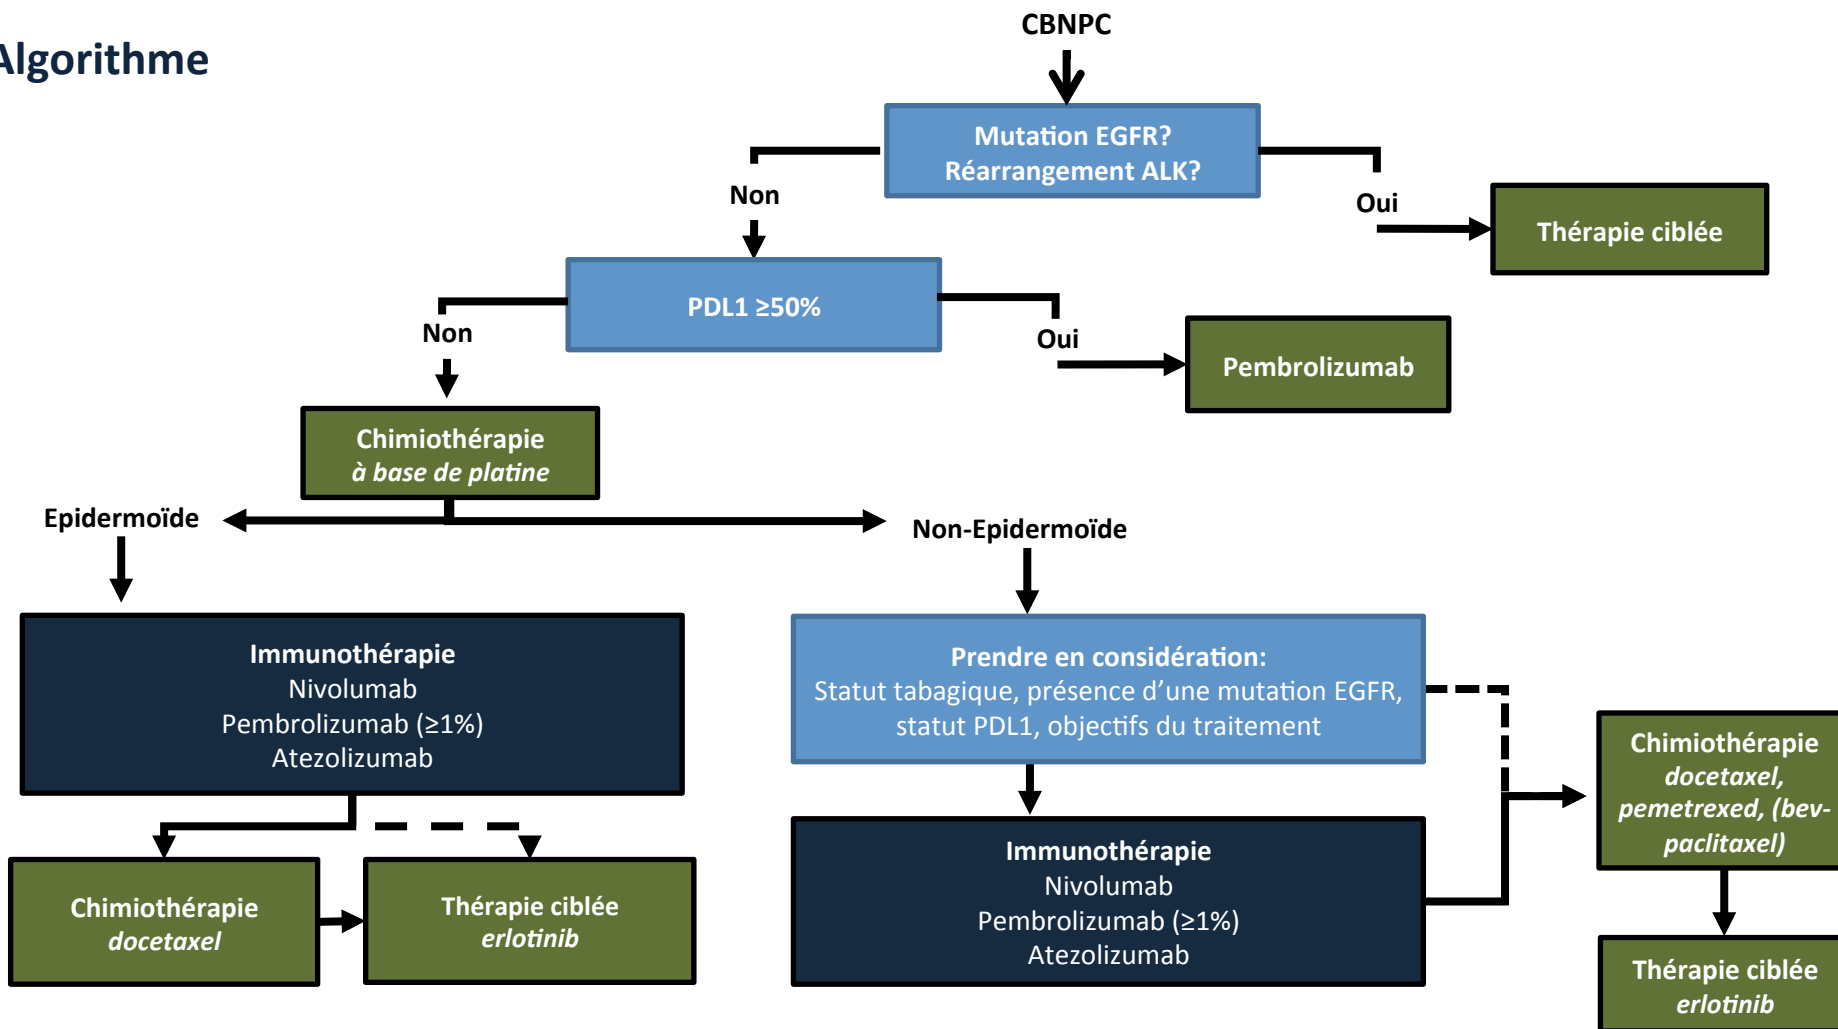 Algorithme
CBNPC
Mutation EGFR?
Réarrangement ALK?
Non
Oui
Thérapie ciblée
PDL1 ≥50%
Non
Oui
Pembrolizumab
Chimiothérapie
à base de platine
Epidermoïde
Non-Epidermoïde
Immunothérapie
Nivolumab
Pembrolizumab (≥1%)
Atezolizumab
Prendre en considération:
Statut tabagique, présence d’une mutation EGFR,
statut PDL1, objectifs du traitement
Chimiothérapie
docetaxel,
pemetrexed, (bev-
paclitaxel)
Immunothérapie
Nivolumab
Pembrolizumab (≥1%)
Atezolizumab
Chimiothérapie
docetaxel
Thérapie ciblée
erlotinib
Thérapie ciblée
erlotinib